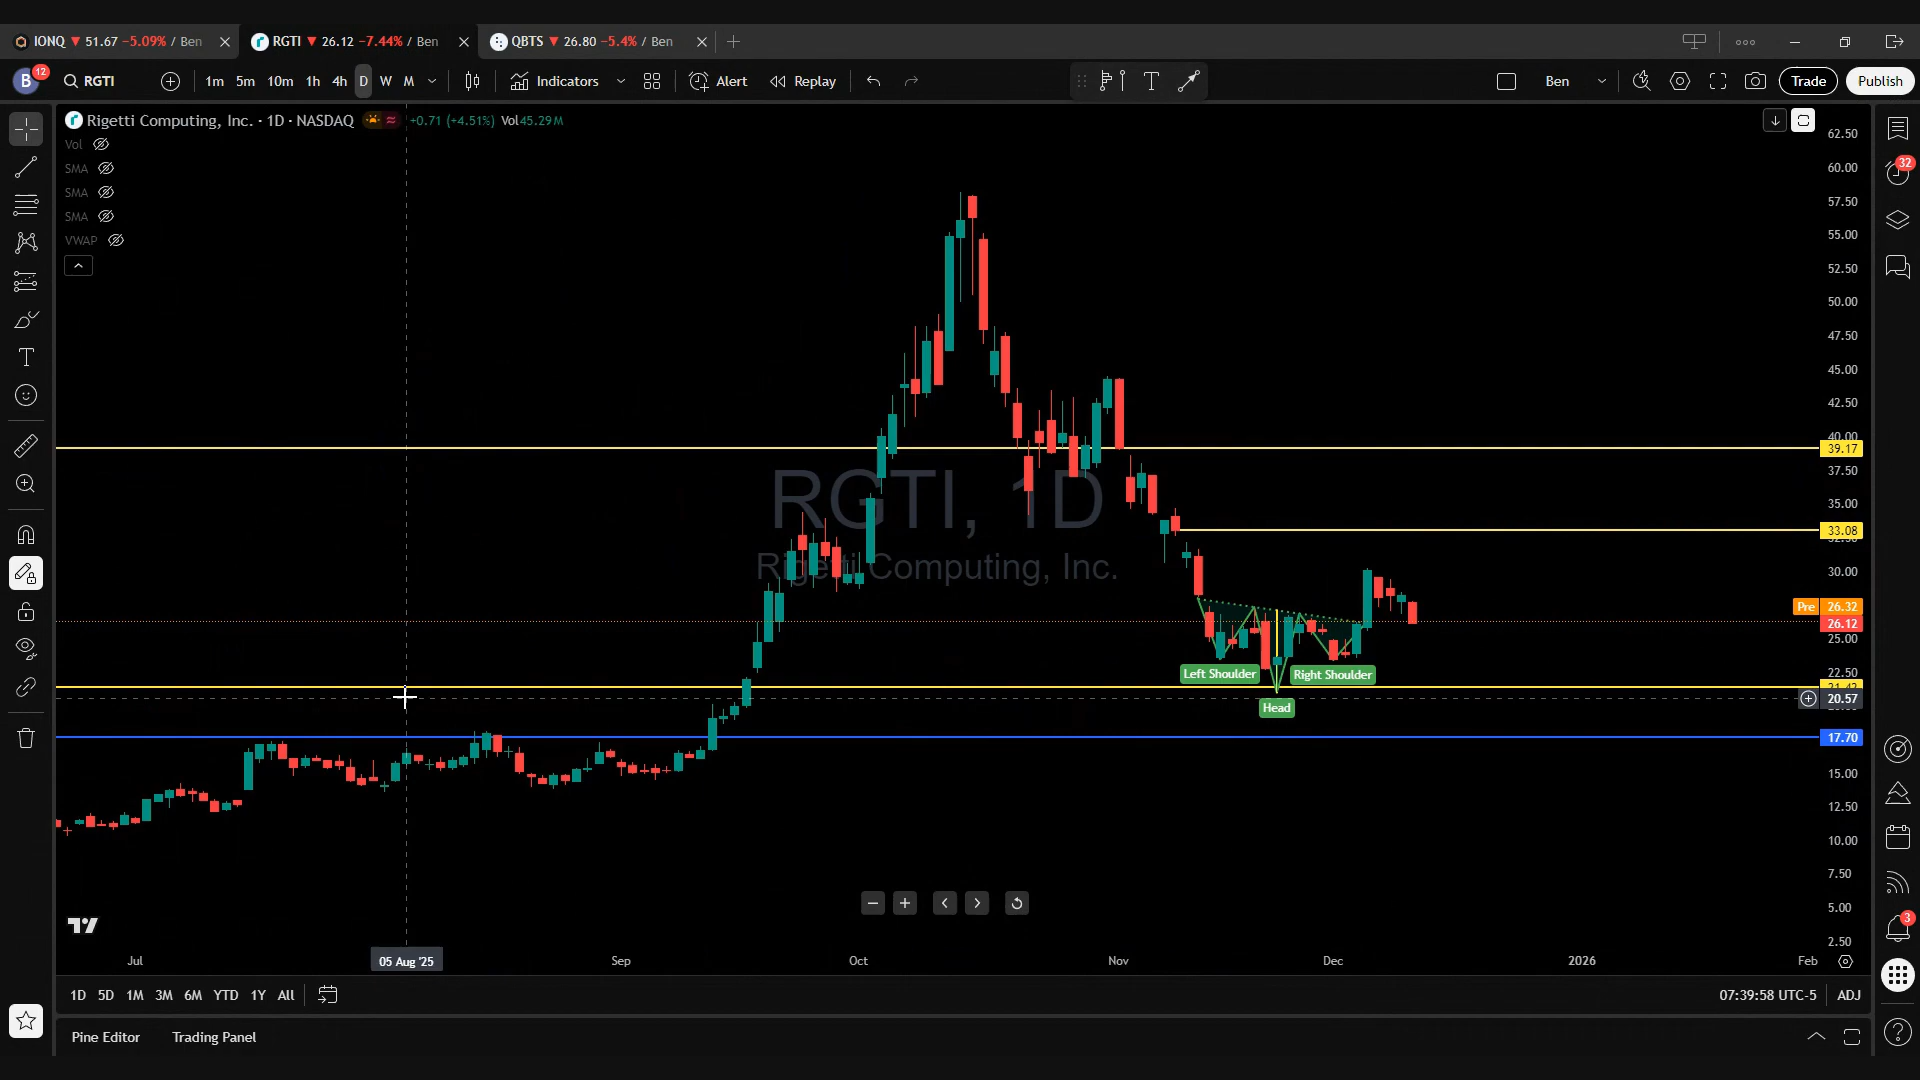 IONQ ▼ 51.67 −5.09% / Ben
RGTI ▼ 26.12 −7.44% / Ben
QBTS ▼ 26.80 −5.4% / Ben
B 12
RGTI
1m 5m 10m 1h 4h D W M
Indicators
Alert
Replay
Ben
Trade
Publish
Rigetti Computing, Inc. · 1D · NASDAQ
+0.71 (+4.51%) Vol45.29M
Vol
SMA
SMA
SMA
VWAP
32
62.50
60.00
57.50
55.00
52.50
50.00
47.50
45.00
42.50
40.00
39.17
37.50
35.00
33.08
30.00
Pre 26.32
26.12
25.00
22.50
20.57
17.70
15.00
12.50
10.00
7.50
5.00
2.50
RGTI, 1D
Rigetti Computing, Inc.
Left Shoulder
Right Shoulder
Head
3
Jul
05 Aug '25
Sep
Oct
Nov
Dec
2026
Feb
1D 5D 1M 3M 6M YTD 1Y All
07:39:58 UTC-5
ADJ
Pine Editor
Trading Panel